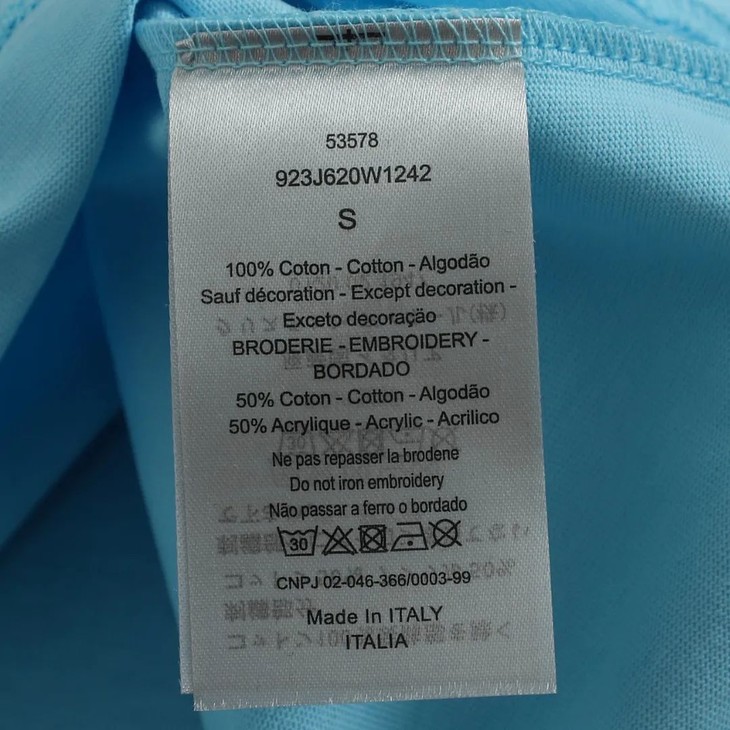 53578
923J620W1242
S
100% Coton - Cotton - Algodão
Sauf décoration - Except decoration -
Exceto decoração
BRODERIE - EMBROIDERY -
BORDADO
50% Coton - Cotton - Algodão
50% Acrylique - Acrylic - Acrilico
Ne pas repasser la brodene
Do not iron embroidery
Não passar a ferro o bordado
30
CNPJ 02-046-366/0003-99
Made In ITALY
ITALIA